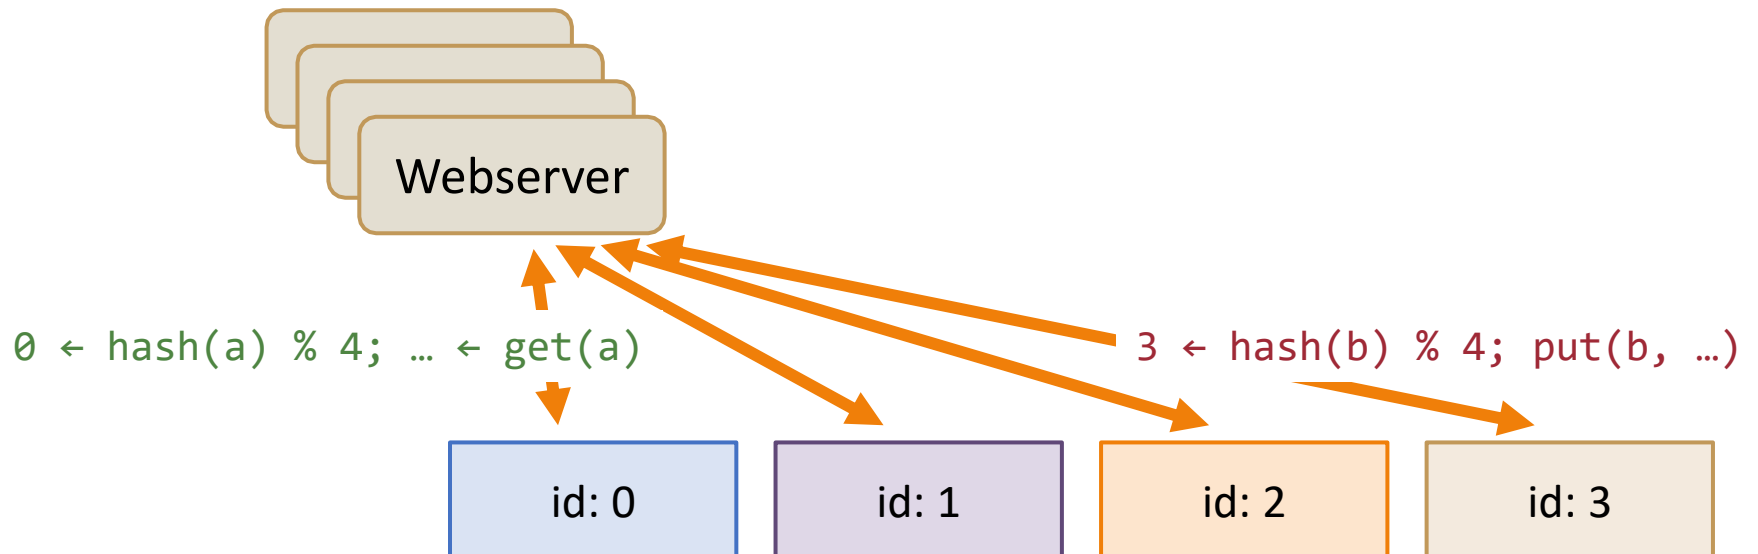 Webserver
0 ← hash(a) % 4; … ← get(a)
3 ← hash(b) % 4; put(b, …)
id: 0
id: 1
id: 2
id: 3